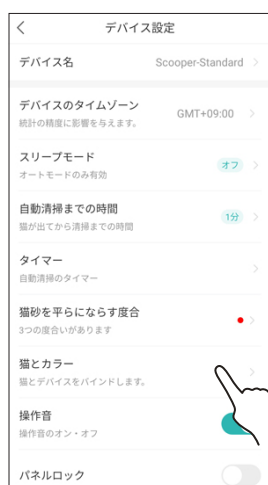 デバイス設定
デバイス名 Scooper-Standard
デバイスのタイムゾーン GMT+09:00
統計の精度に影響を与えます。
スリープモード オフ
オートモードのみ有効
自動清掃までの時間 1分
猫が出てから清掃までの時間
タイマー
自動清掃のタイマー
猫砂を平らにならす度合
3つの度合いがあります
猫とカラー
猫とデバイスをバインドします。
操作音
操作音のオン・オフ
パネルロック